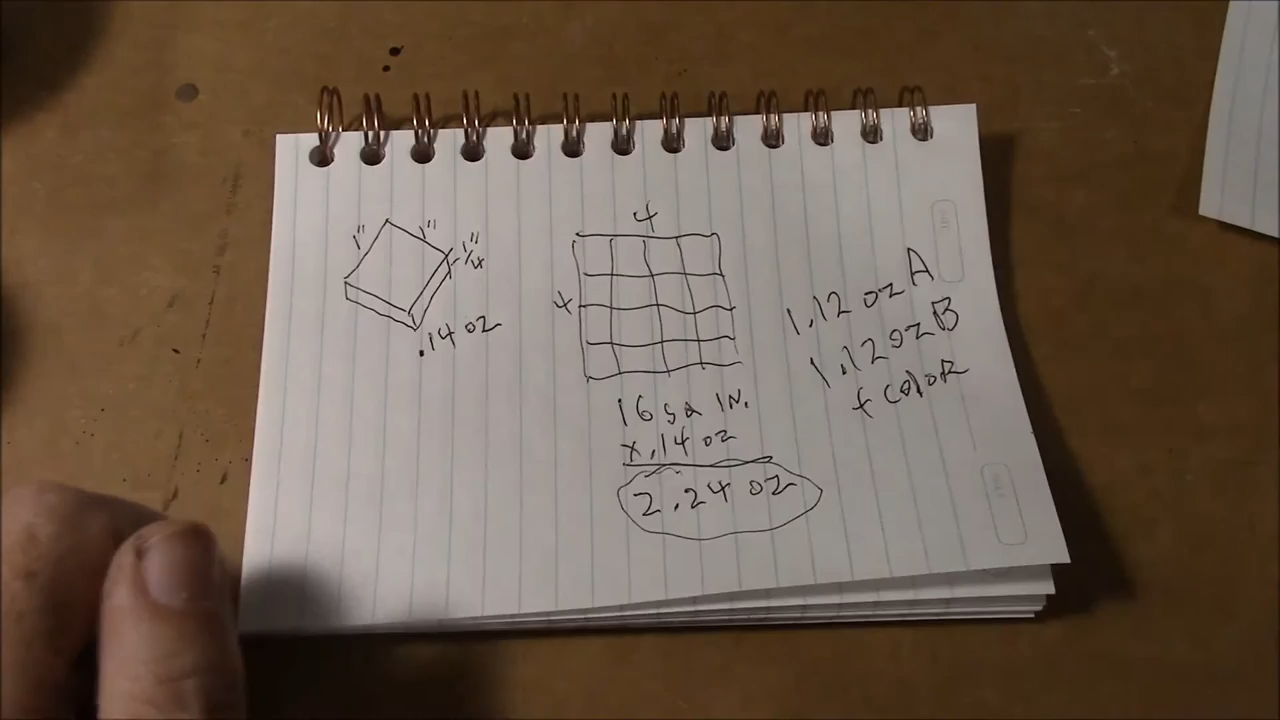 1"
1"
1/4"
.14 oz
4
4
16 SQ IN.
x .14 oz
2.24 oz
1.12 oz A
1.12 oz B
+ COLOR